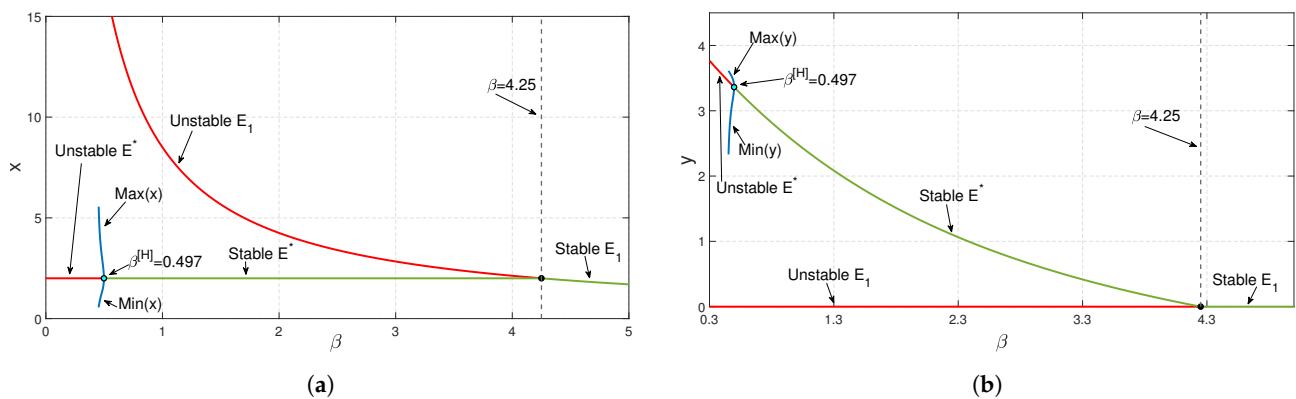 15
10
5
0
x
0
1
2
3
4
5
β
β=4.25
Unstable E₁
Unstable E*
Max(x)
β[H]=0.497
Stable E*
Stable E₁
Min(x)
(a)
4
3
2
1
0
y
0.3
1.3
2.3
3.3
4.3
β
Max(y)
β[H]=0.497
β=4.25
Min(y)
Unstable E*
Stable E*
Unstable E₁
Stable E₁
(b)